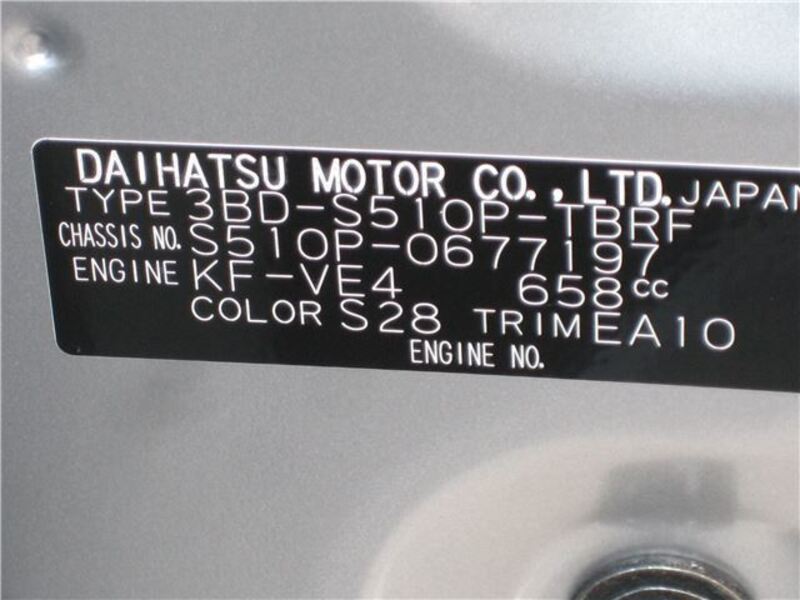 DAIHATSU MOTOR CO.,LTD. JAPAN
TYPE 3BD-S510P-TBRF
CHASSIS NO. S510P-0677197
ENGINE KF-VE4 658cc
COLOR S28 TRIM EA10
ENGINE NO.